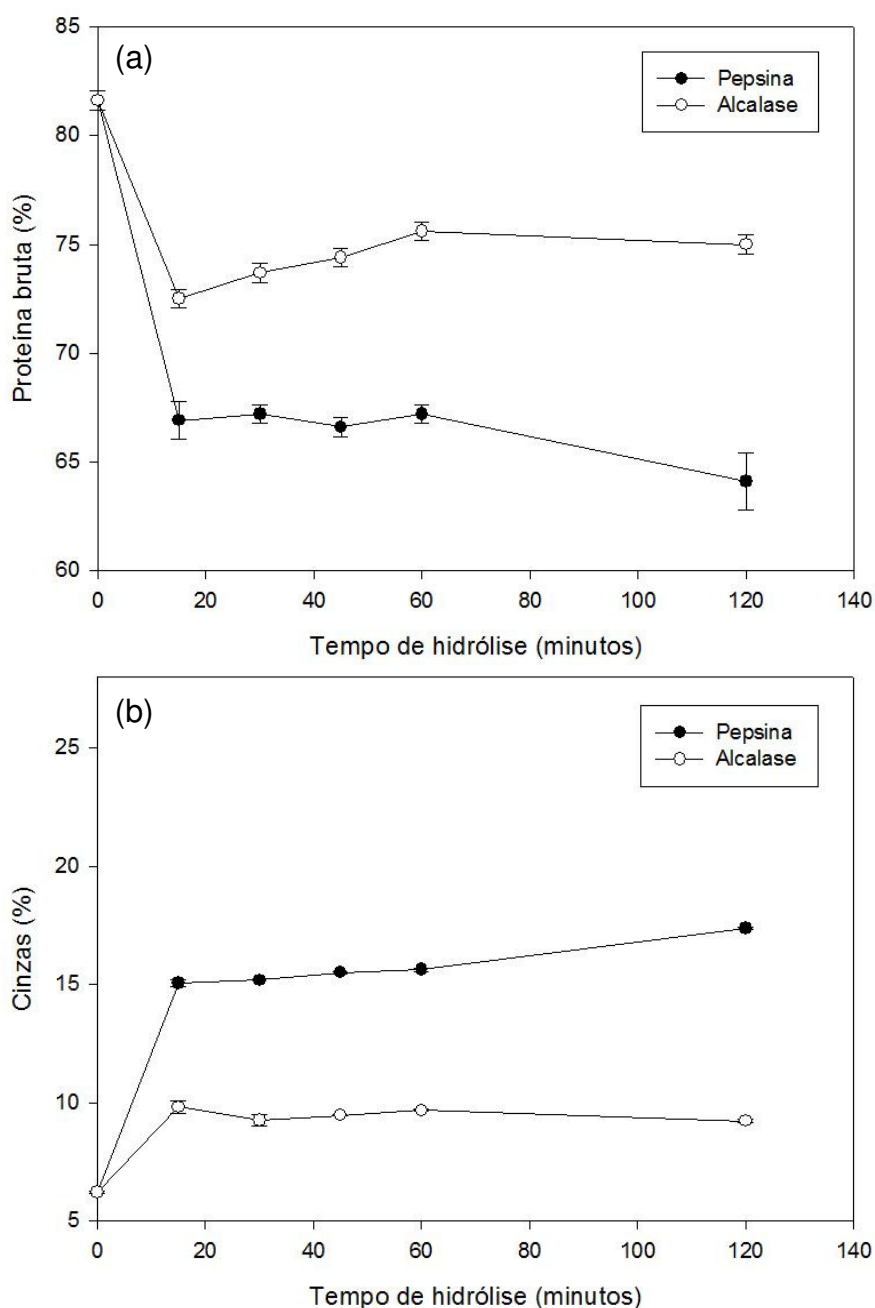 85
(a)
Pepsina
Alcalase
80
75
70
65
60
Proteína bruta (%)
0 20 40 60 80 100 120 140
Tempo de hidrólise (minutos)
(b)
Pepsina
Alcalase
25
20
15
10
5
Cinzas (%)
0 20 40 60 80 100 120 140
Tempo de hidrólise (minutos)